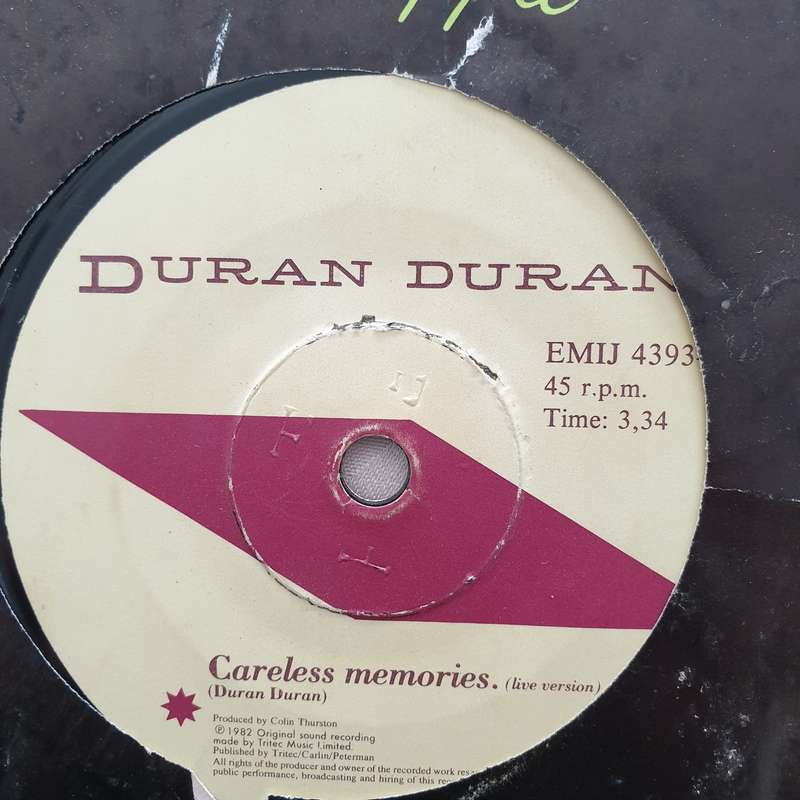 DURAN DURAN
EMIJ 4393
45 r.p.m.
Time: 3,34
Careless memories. (live version)
(Duran Duran)
Produced by Colin Thurston
℗ 1982 Original sound recording
made by Tritec Music Limited.
Published by Tritec/Carlin/Peterman
All rights of the producer and owner of the recorded work res
public performance, broadcasting and hiring of this rec